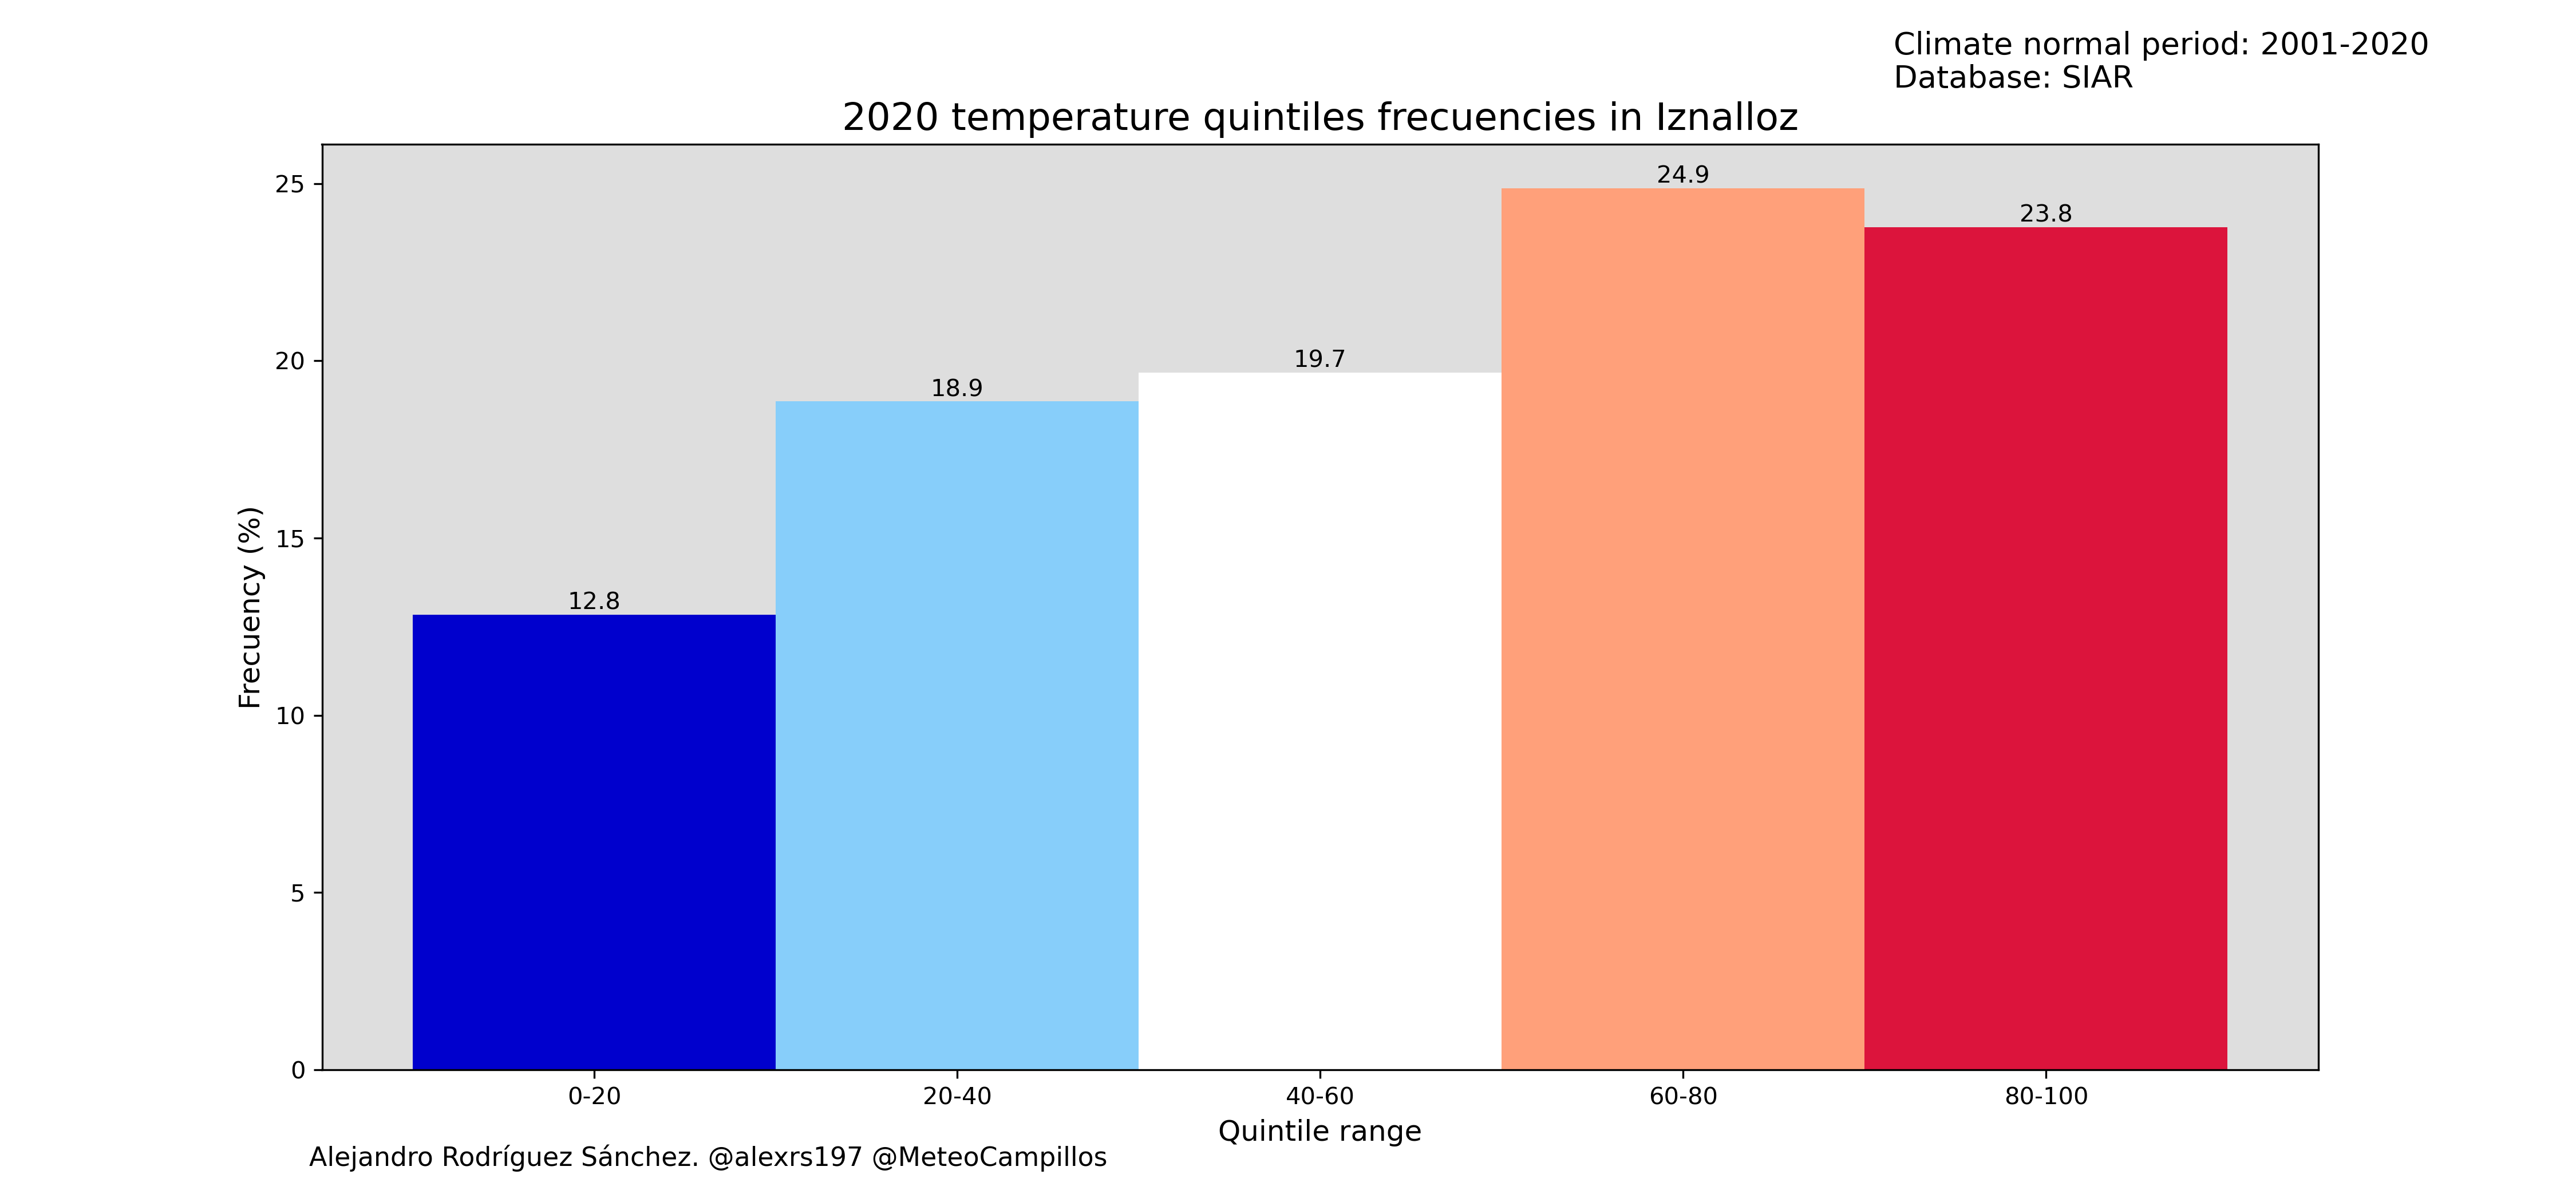 Climate normal period: 2001-2020
Database: SIAR
2020 temperature quintiles frecuencies in Iznalloz
Frecuency (%)
25
20
15
10
5
0
12.8
18.9
19.7
24.9
23.8
0-20
20-40
40-60
60-80
80-100
Quintile range
Alejandro Rodríguez Sánchez. @alexrs197 @MeteoCampillos